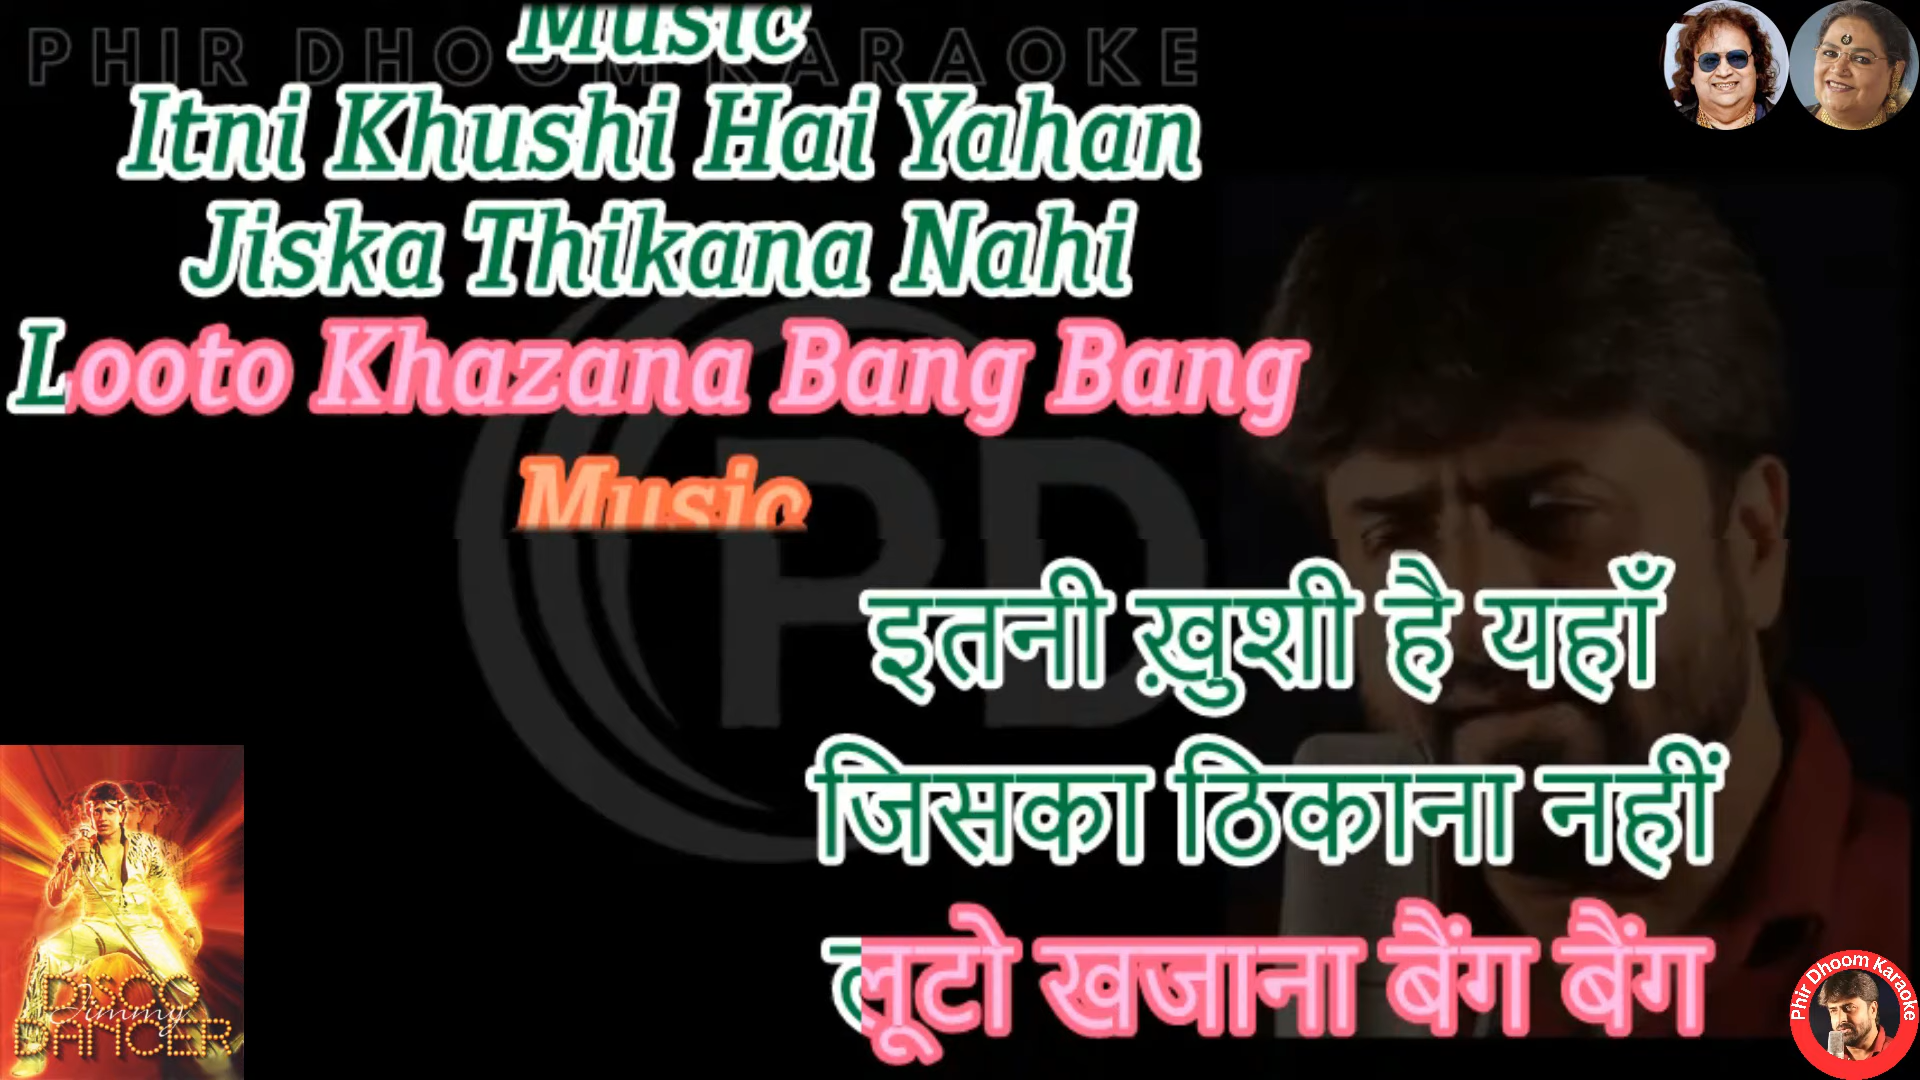 PHIR DHOOM KARAOKE
Music
Itni Khushi Hai Yahan
Jiska Thikana Nahi
Looto Khazana Bang Bang
Music
PD
इतनी ख़ुशी है यहाँ
जिसका ठिकाना नहीं
लूटो खजाना बैंग बैंग
DISCO
Jimmy
DANCER
Phir Dhoom Karaoke